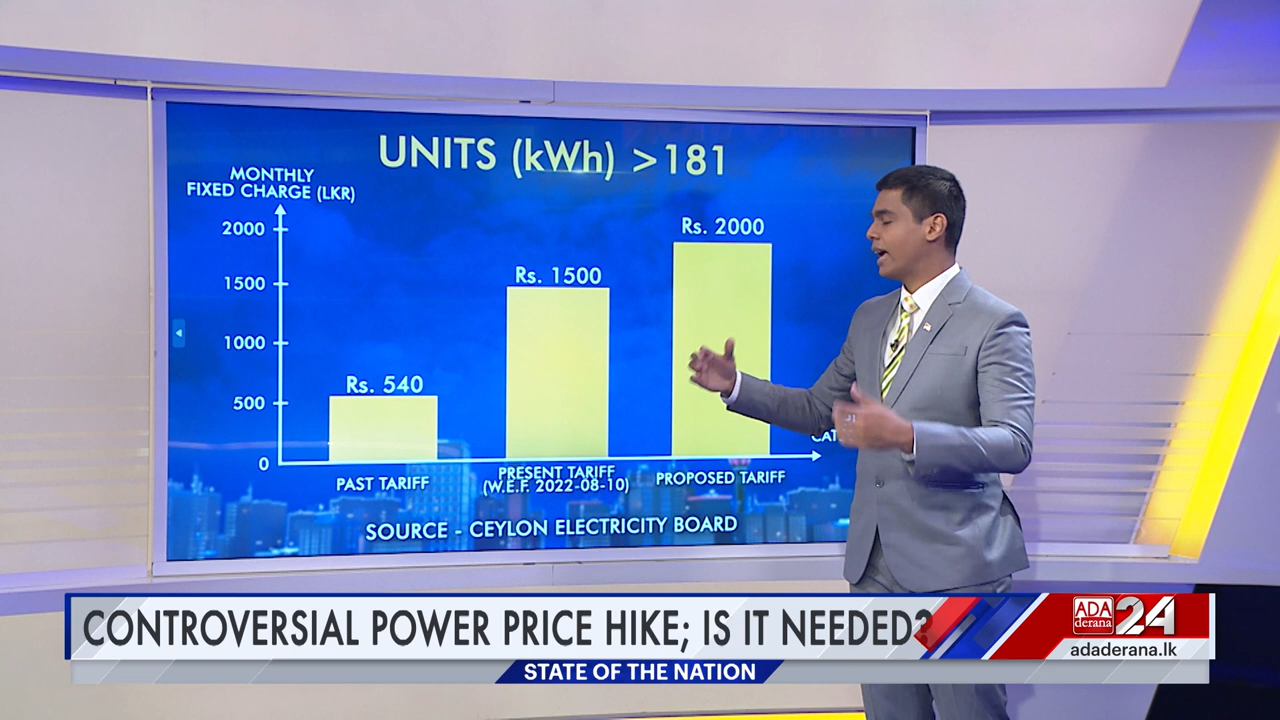 UNITS (kWh) >181
MONTHLY
FIXED CHARGE (LKR)
2000
1500
1000
500
0
Rs. 540
Rs. 1500
Rs. 2000
PAST TARIFF
PRESENT TARIFF
(W.E.F. 2022-08-10)
PROPOSED TARIFF
SOURCE - CEYLON ELECTRICITY BOARD
CONTROVERSIAL POWER PRICE HIKE; IS IT NEEDED?
STATE OF THE NATION
ADA
derana
24
adaderana.lk